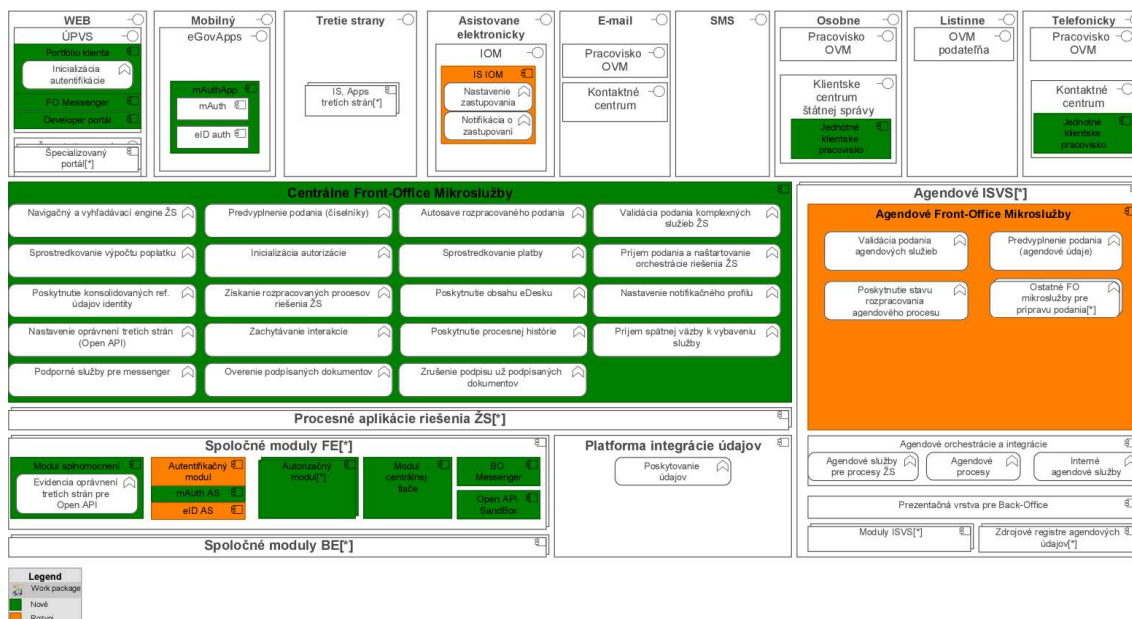 WEB
ÚPVS
Portfólio klienta
Inicializácia
autentifikácie
FO Messenger
Developer portál
Špecializovaný
portál[*]
Mobilný
eGovApps
mAuthApp
mAuth
eID auth
Tretie strany
IS, Apps
tretích strán[*]
Asistovane
elektronicky
IOM
IS IOM
Nastavenie
zastupovania
Notifikácia o
zastupovaní
E-mail
Pracovisko
OVM
Kontaktné
centrum
SMS
Osobne
Pracovisko
OVM
Klientske
centrum
štátnej správy
Jednotné
klientske
pracovisko
Listinne
OVM
podateľňa
Telefonicky
Pracovisko
OVM
Kontaktné
centrum
Jednotné
klientske
pracovisko
Centrálne Front-Office Mikroslužby
Navigačný a vyhľadávací engine ŽS
Predvyplnenie podania (číselníky)
Autosave rozpracovaného podania
Validácia podania komplexných
služieb ŽS
Sprostredkovanie výpočtu poplatku
Inicializácia autorizácie
Sprostredkovanie platby
Príjem podania a naštartovanie
orchestrácie riešenia ŽS
Poskytnutie konsolidovaných ref.
údajov identity
Získanie rozpracovaných procesov
riešenia ŽS
Poskytnutie obsahu eDesku
Nastavenie notifikačného profilu
Nastavenie oprávnení tretích strán
(Open API)
Zachytávanie interakcie
Poskytnutie procesnej histórie
Príjem spätnej väzby k vybaveniu
služby
Podporné služby pre messenger
Overenie podpísaných dokumentov
Zrušenie podpisu už podpísaných
dokumentov
Agendové ISVS[*]
Agendové Front-Office Mikroslužby
Validácia podania
agendových služieb
Predvyplnenie podania
(agendové údaje)
Poskytnutie stavu
rozpracovania
agendového procesu
Ostatné FO
mikroslužby pre
prípravu podania[*]
Procesné aplikácie riešenia ŽS[*]
Spoločné moduly FE[*]
Modul splnomocnení
Evidencia oprávnení
tretích strán pre
Open API
Autentifikačný
modul
mAuth AS
eID AS
Autorizačný
modul[*]
Modul
centrálnej
tlače
BO
Messenger
Open API
SandBox
Spoločné moduly BE[*]
Platforma integrácie údajov
Poskytovanie
údajov
Agendové orchestrácie a integrácie
Agendové služby
pre procesy ŽS
Agendové
procesy
Interné
agendové služby
Prezentačná vrstva pre Back-Office
Moduly ISVS[*]
Zdrojové registre agendových
údajov[*]
Legend
Work package
Nové
Rozvoj